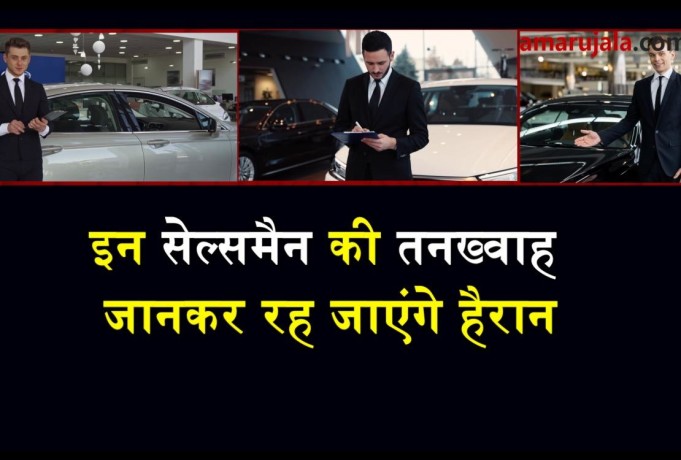 amarujala.com
इन सेल्समैन की तनख्वाह
जानकर रह जाएंगे हैरान